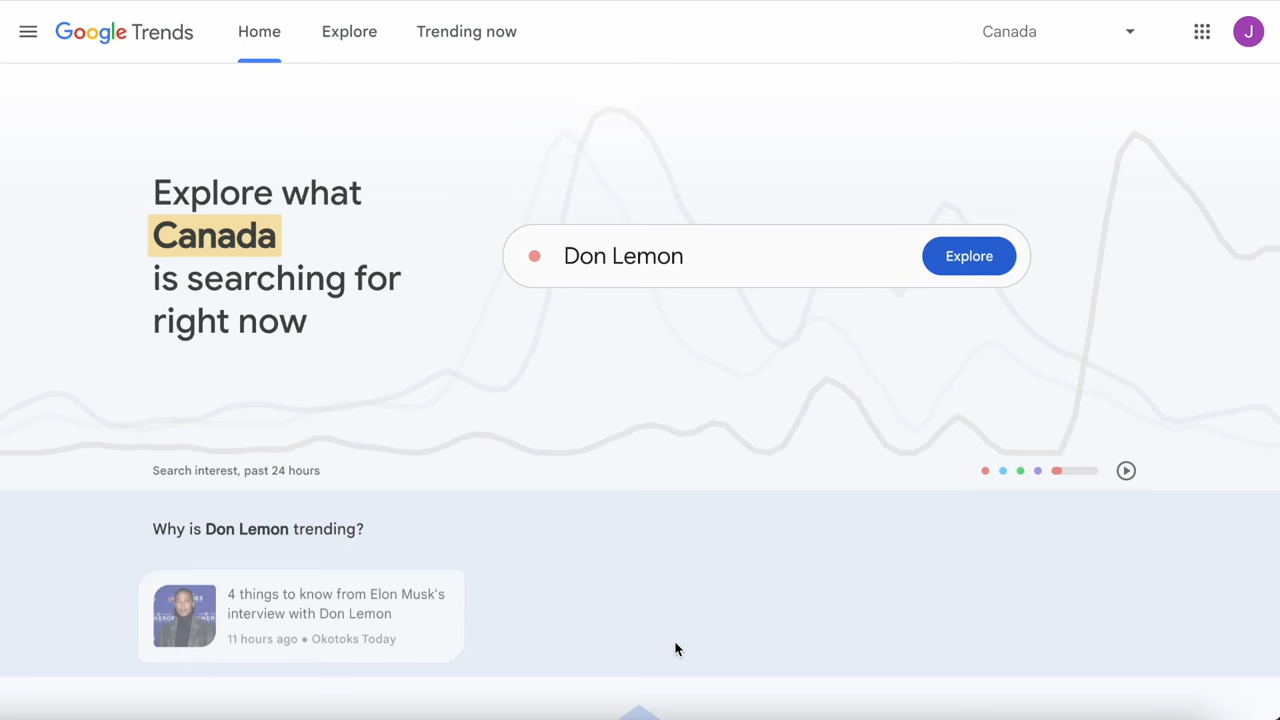 Google Trends
Home
Explore
Trending now
Canada
J
Explore what
Canada
is searching for
right now
Don Lemon
Explore
Search interest, past 24 hours
Why is Don Lemon trending?
4 things to know from Elon Musk's
interview with Don Lemon
11 hours ago • Okotoks Today